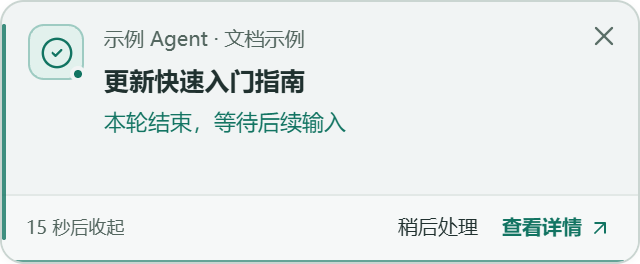 示例 Agent · 文档示例
更新快速入门指南
本轮结束，等待后续输入
15 秒后收起
稍后处理
查看详情